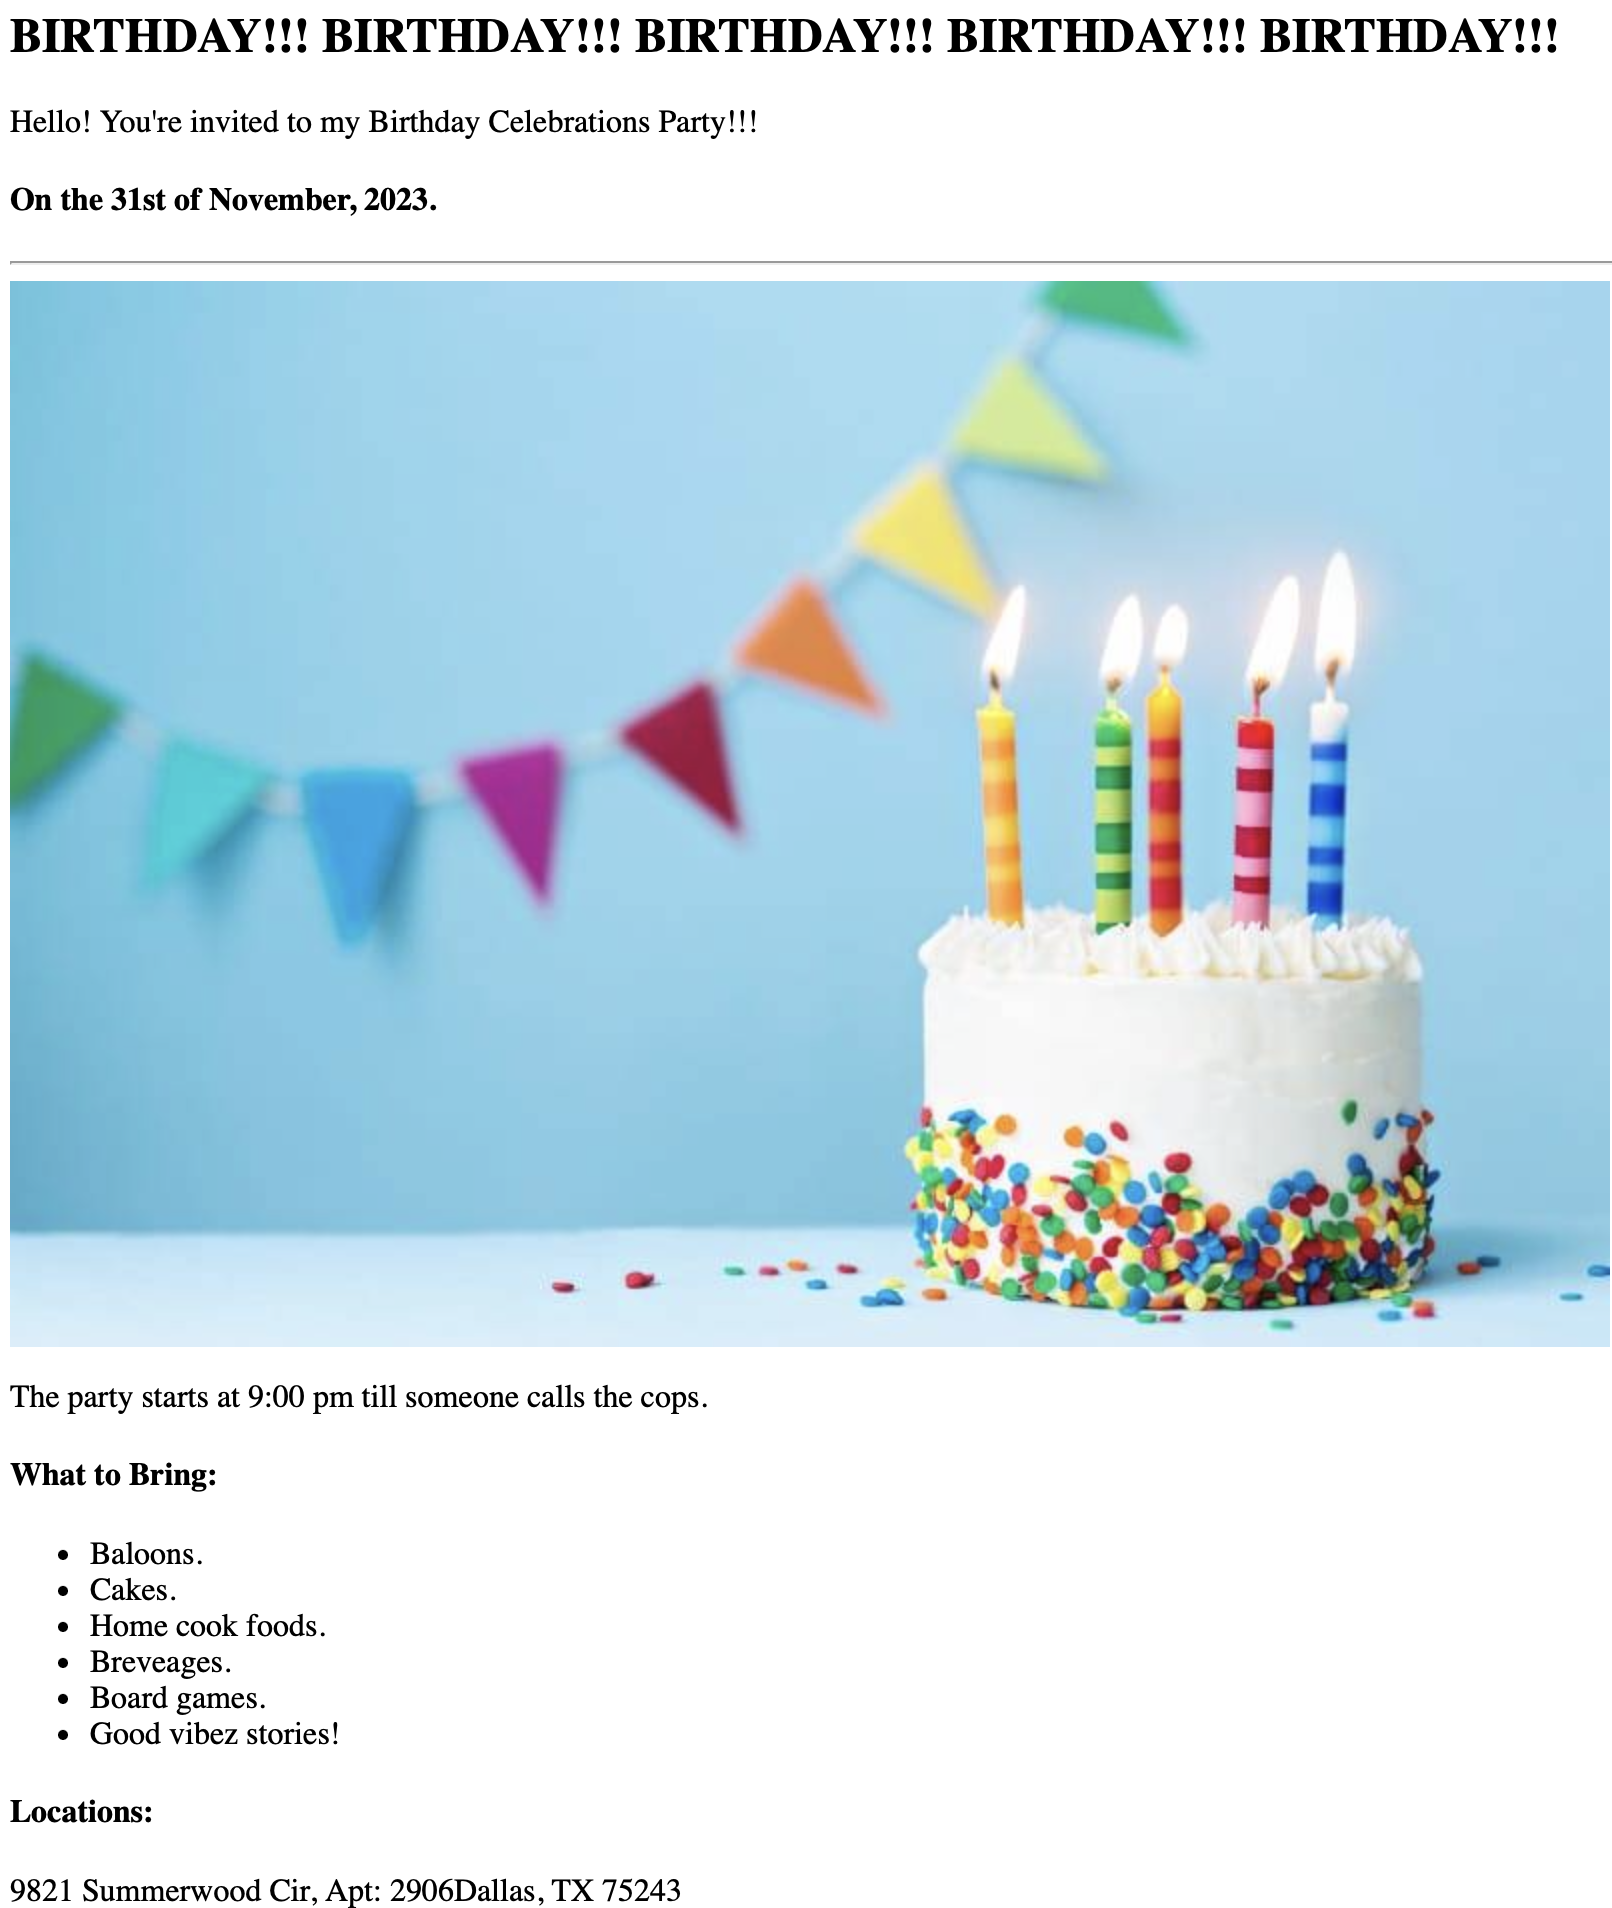 BIRTHDAY!!! BIRTHDAY!!! BIRTHDAY!!! BIRTHDAY!!! BIRTHDAY!!!
Hello! You're invited to my Birthday Celebrations Party!!!
On the 31st of November, 2023.
The party starts at 9:00 pm till someone calls the cops.
What to Bring:
• Baloons.
• Cakes.
• Home cook foods.
• Breveages.
• Board games.
• Good vibez stories!
Locations:
9821 Summerwood Cir, Apt: 2906Dallas, TX 75243